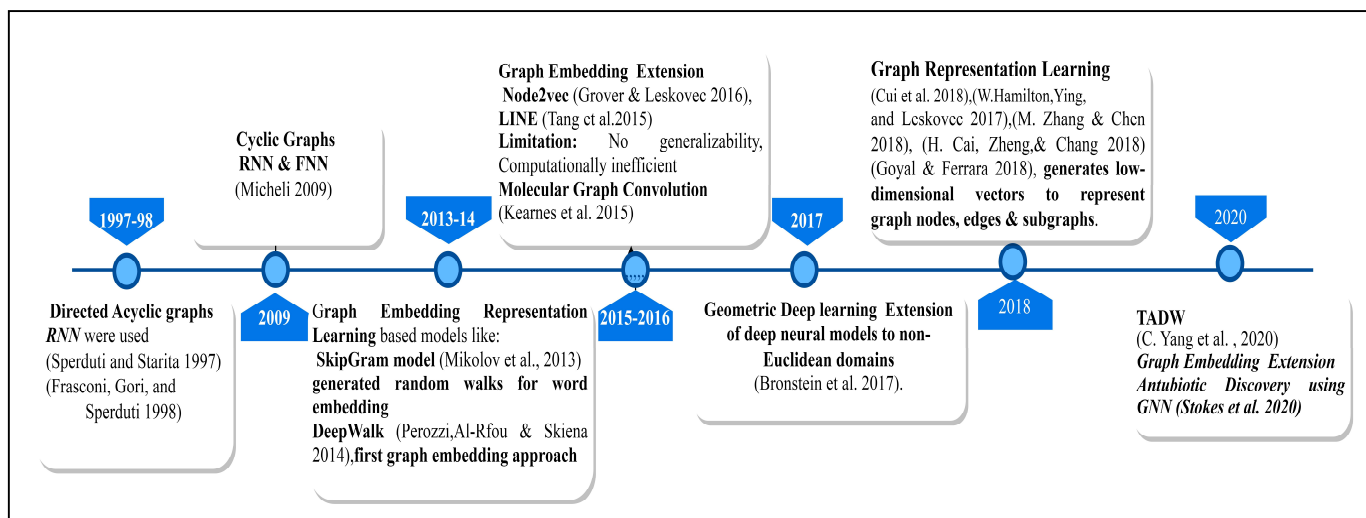 1997-98
Directed Acyclic graphs
RNN were used
(Sperduti and Starita 1997)
(Frasconi, Gori, and
Sperduti 1998)
Cyclic Graphs
RNN & FNN
(Micheli 2009)
2009
2013-14
Graph Embedding Representation
Learning based models like:
SkipGram model (Mikolov et al., 2013)
generated random walks for word
embedding
DeepWalk (Perozzi,Al-Rfou & Skiena
2014),first graph embedding approach
Graph Embedding Extension
Node2vec (Grover & Leskovec 2016),
LINE (Tang et al.2015)
Limitation: No generalizability,
Computationally inefficient
Molecular Graph Convolution
(Kearnes et al. 2015)
2015-2016
2017
Geometric Deep learning Extension
of deep neural models to non-
Euclidean domains
(Bronstein et al. 2017).
Graph Representation Learning
(Cui et al. 2018),(W.Hamilton,Ying,
and Leskovec 2017),(M. Zhang & Chen
2018), (H. Cai, Zheng,& Chang 2018)
(Goyal & Ferrara 2018), generates low-
dimensional vectors to represent
graph nodes, edges & subgraphs.
2018
2020
TADW
(C. Yang et al. , 2020)
Graph Embedding Extension
Antubiotic Discovery using
GNN (Stokes et al. 2020)